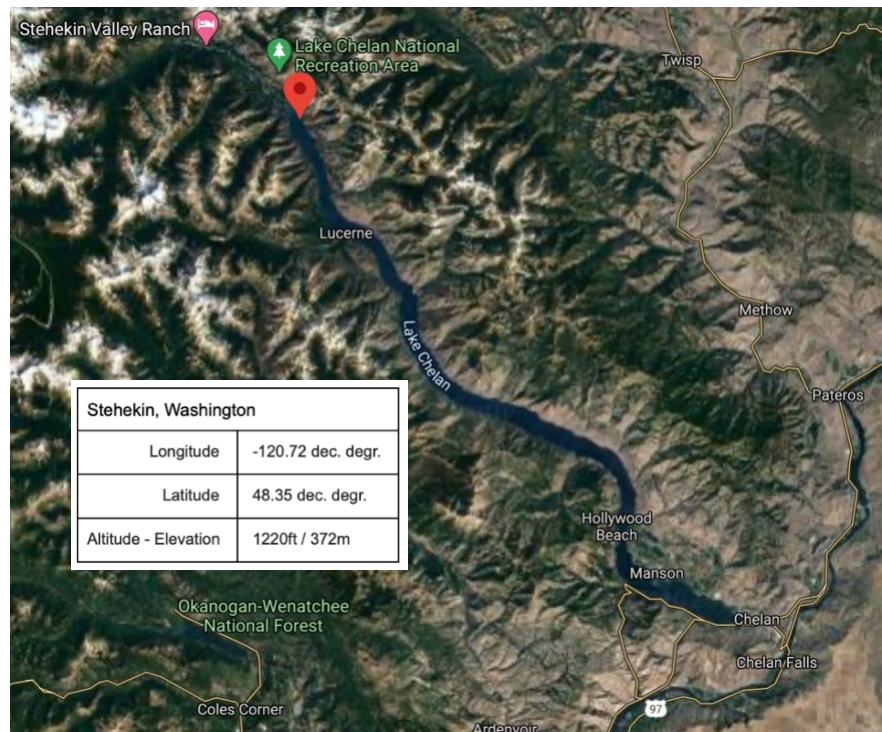 Stehekin Valley Ranch
Lake Chelan National
Recreation Area
Twisp
Lucerne
Methow
Lake Chelan
Pateros
Stehekin, Washington
Longitude -120.72 dec. degr.
Latitude 48.35 dec. degr.
Altitude - Elevation 1220ft / 372m
Hollywood
Beach
Manson
Okanogan-Wenatchee
National Forest
Chelan
Chelan Falls
Coles Corner
97
Ardenvoir